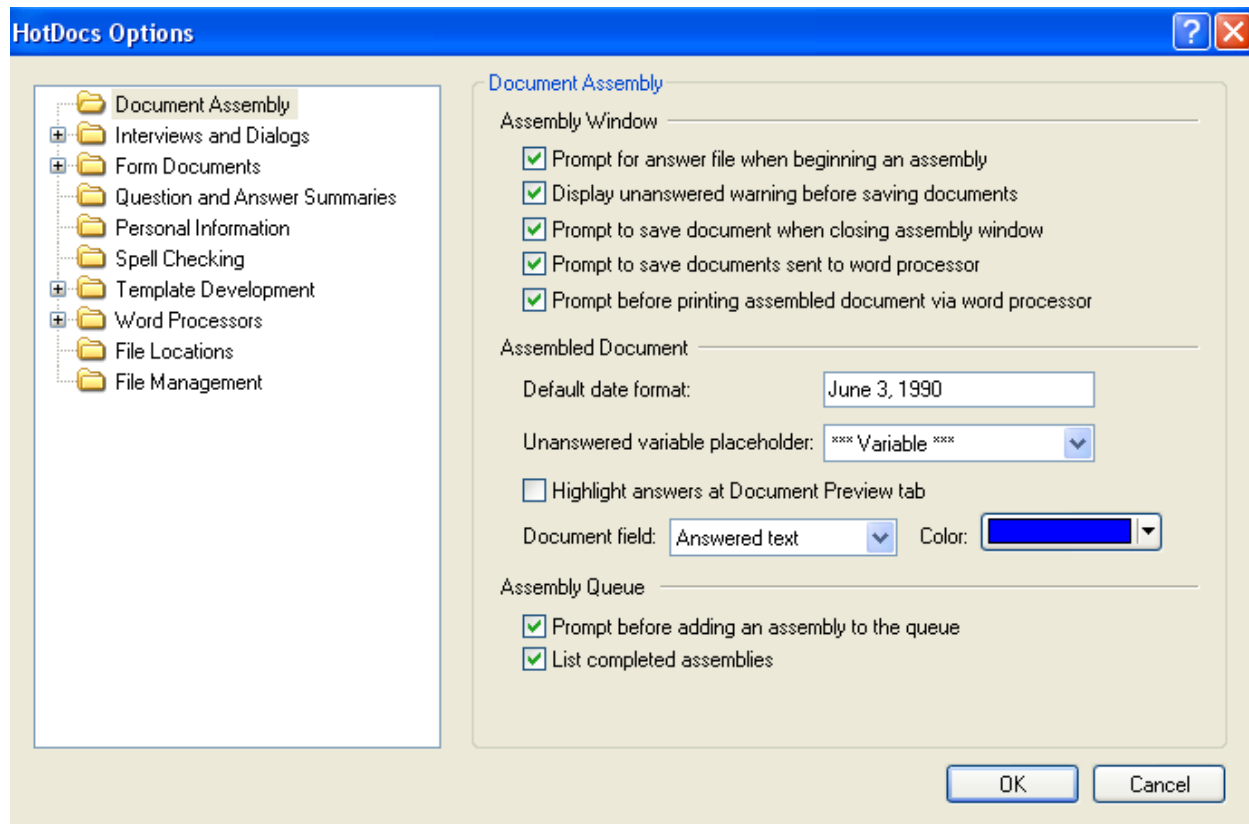 HotDocs Options
Document Assembly
Interviews and Dialogs
Form Documents
Question and Answer Summaries
Personal Information
Spell Checking
Template Development
Word Processors
File Locations
File Management
Document Assembly
Assembly Window
Prompt for answer file when beginning an assembly
Display unanswered warning before saving documents
Prompt to save document when closing assembly window
Prompt to save documents sent to word processor
Prompt before printing assembled document via word processor
Assembled Document
Default date format: June 3, 1990
Unanswered variable placeholder: *** Variable ***
Highlight answers at Document Preview tab
Document field: Answered text Color:
Assembly Queue
Prompt before adding an assembly to the queue
List completed assemblies
OK Cancel